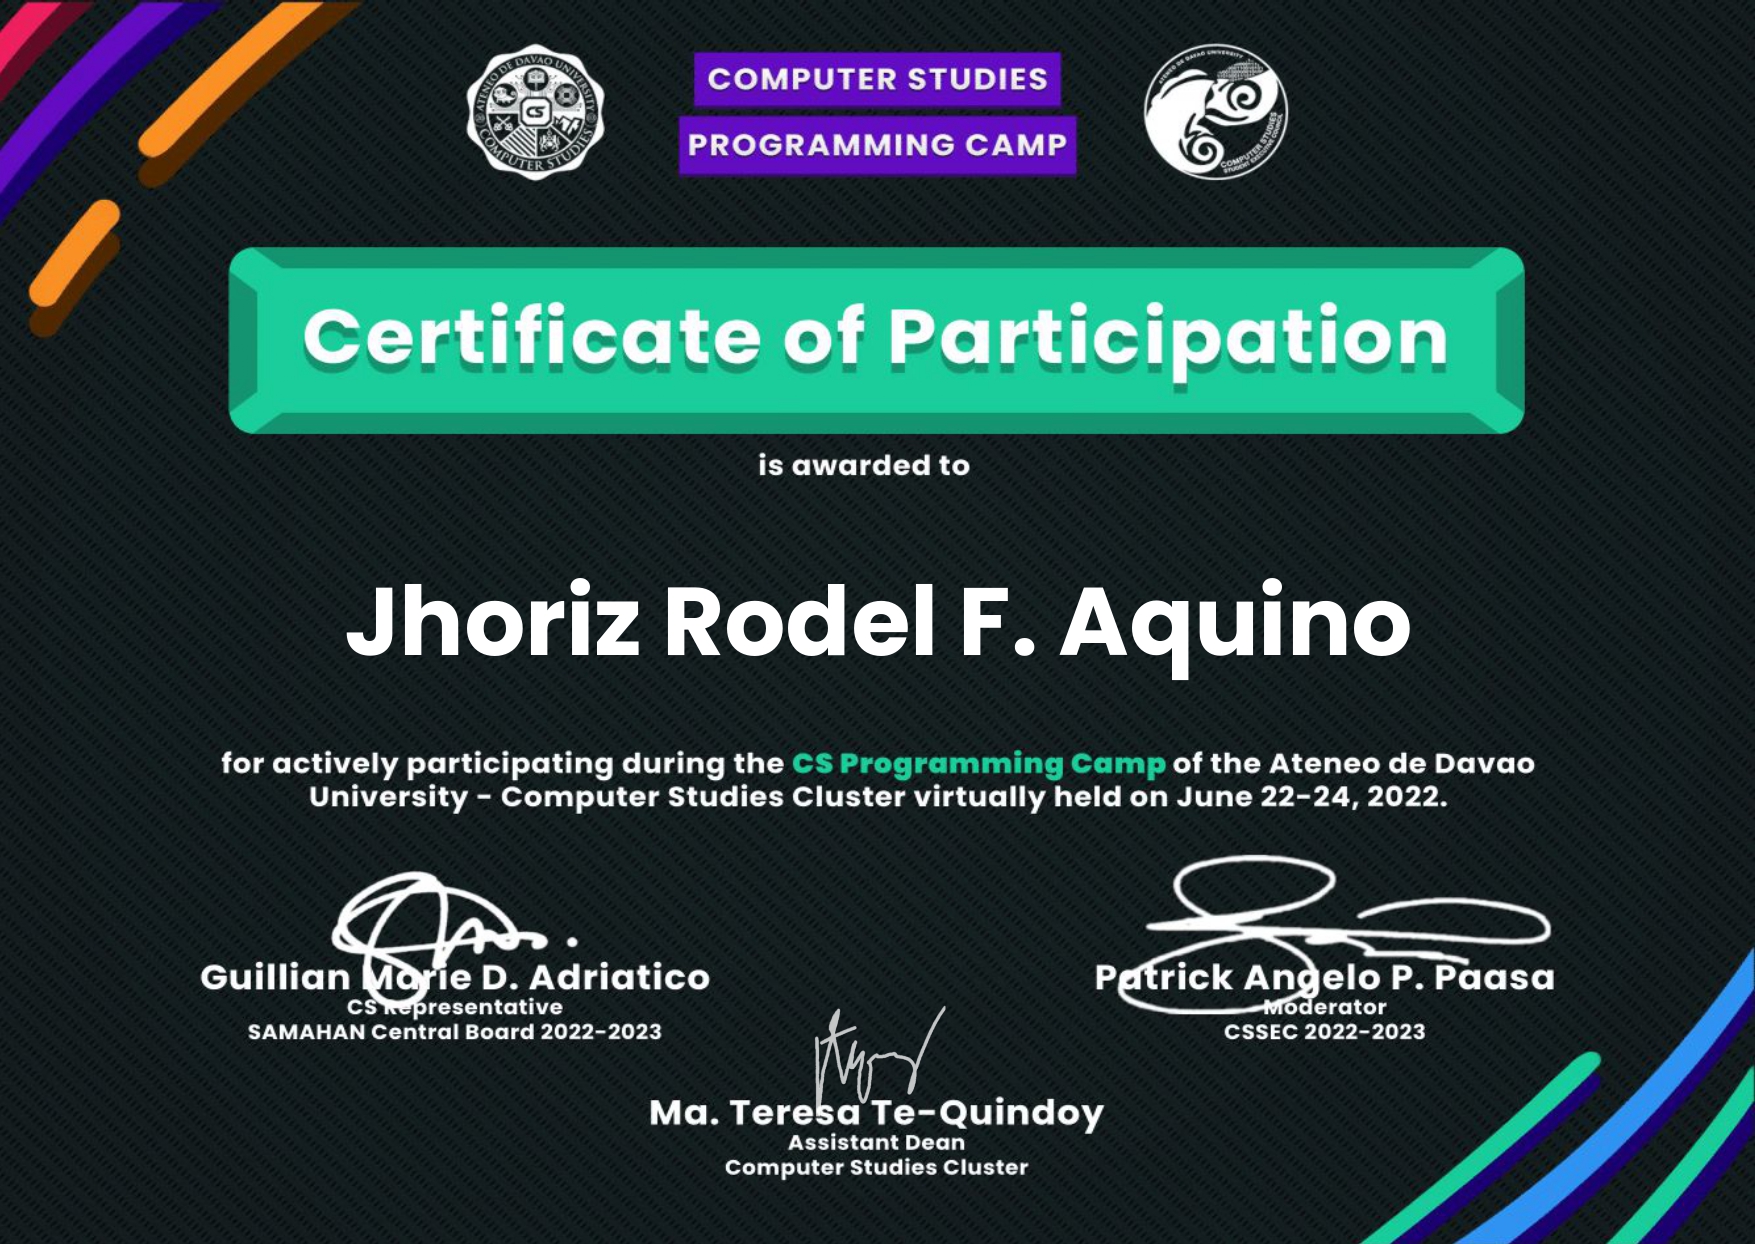 ATENEO DE DAVAO UNIVERSITY
CS
COMPUTER STUDIES
COMPUTER STUDIES
PROGRAMMING CAMP
ATENEO DE DAVAO UNIVERSITY
COMPUTER STUDIES
STUDENT EXECUTIVE COUNCIL
Certificate of Participation
is awarded to
Jhoriz Rodel F. Aquino
for actively participating during the CS Programming Camp of the Ateneo de Davao
University - Computer Studies Cluster virtually held on June 22-24, 2022.
Guillian Marie D. Adriatico
CS Representative
SAMAHAN Central Board 2022-2023
Patrick Angelo P. Paasa
Moderator
CSSEC 2022-2023
Ma. Teresa Te-Quindoy
Assistant Dean
Computer Studies Cluster